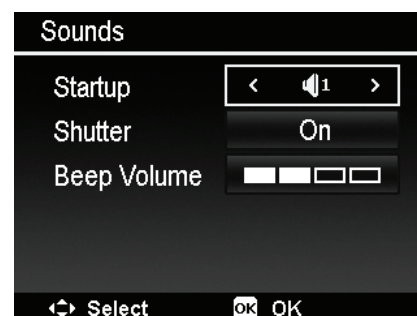 Sounds
Startup < 1 >
Shutter On
Beep Volume
Select OK OK